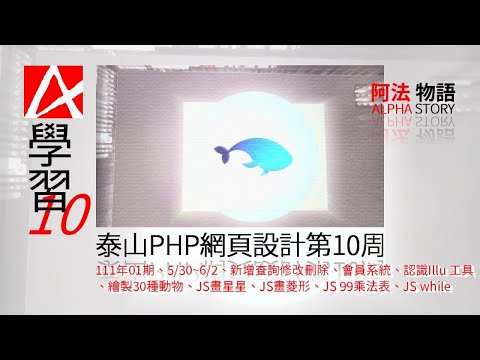 阿法 物語
ALPHA STORY
學習
10
泰山PHP網頁設計第10周
111年01期、5/30~6/2、新增查詢修改刪除、會員系統、認識Illu 工具
、繪製30種動物、JS畫星星、JS畫菱形、JS 99乘法表、JS while